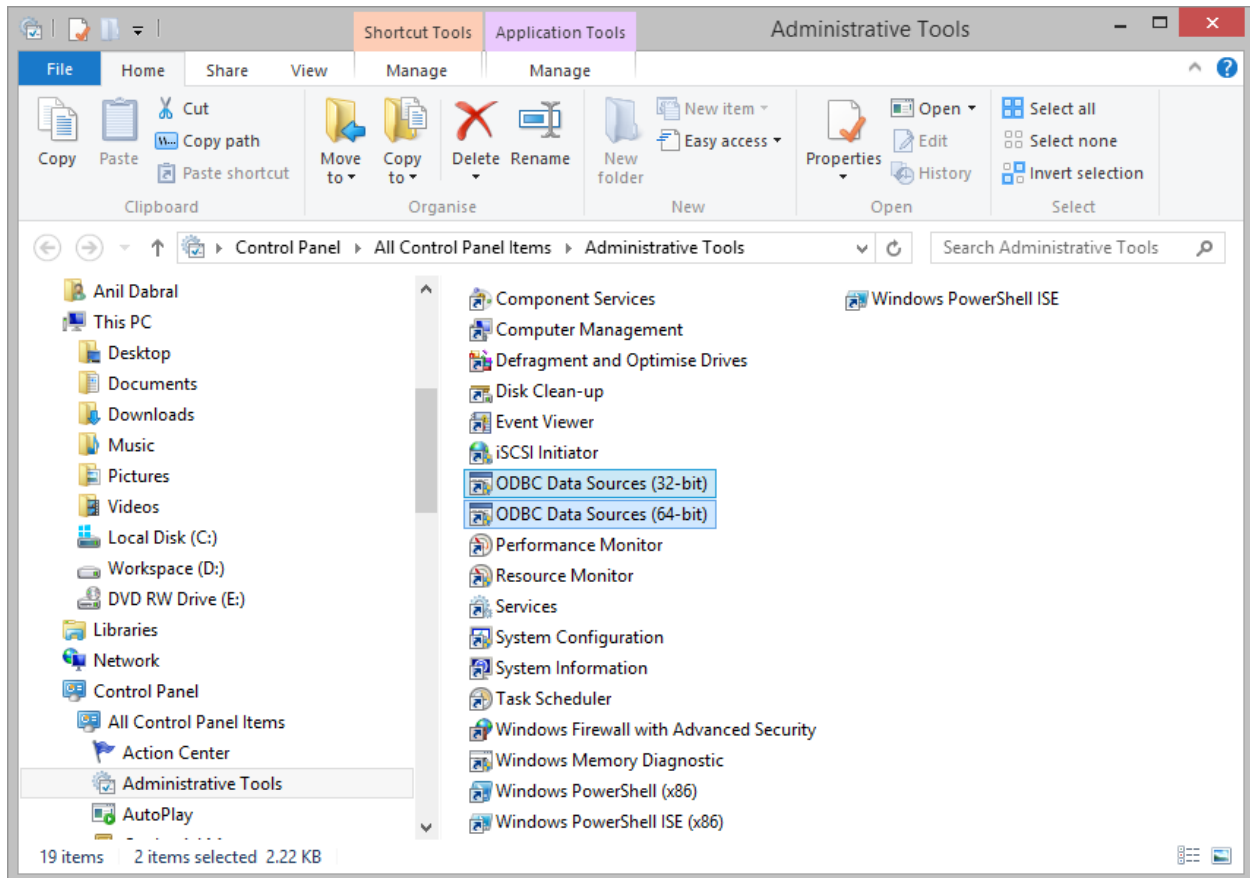 Shortcut Tools Application Tools Administrative Tools
File Home Share View Manage Manage
Copy
Paste
Cut
Copy path
Paste shortcut
Clipboard
Move to
Copy to
Delete
Rename
Organise
New folder
New item
Easy access
New
Properties
Open
Edit
History
Open
Select all
Select none
Invert selection
Select
Control Panel All Control Panel Items Administrative Tools
Search Administrative Tools
Anil Dabral
This PC
Desktop
Documents
Downloads
Music
Pictures
Videos
Local Disk (C:)
Workspace (D:)
DVD RW Drive (E:)
Libraries
Network
Control Panel
All Control Panel Items
Action Center
Administrative Tools
AutoPlay
Component Services
Computer Management
Defragment and Optimise Drives
Disk Clean-up
Event Viewer
iSCSI Initiator
ODBC Data Sources (32-bit)
ODBC Data Sources (64-bit)
Performance Monitor
Resource Monitor
Services
System Configuration
System Information
Task Scheduler
Windows Firewall with Advanced Security
Windows Memory Diagnostic
Windows PowerShell (x86)
Windows PowerShell ISE (x86)
Windows PowerShell ISE
19 items 2 items selected 2.22 KB